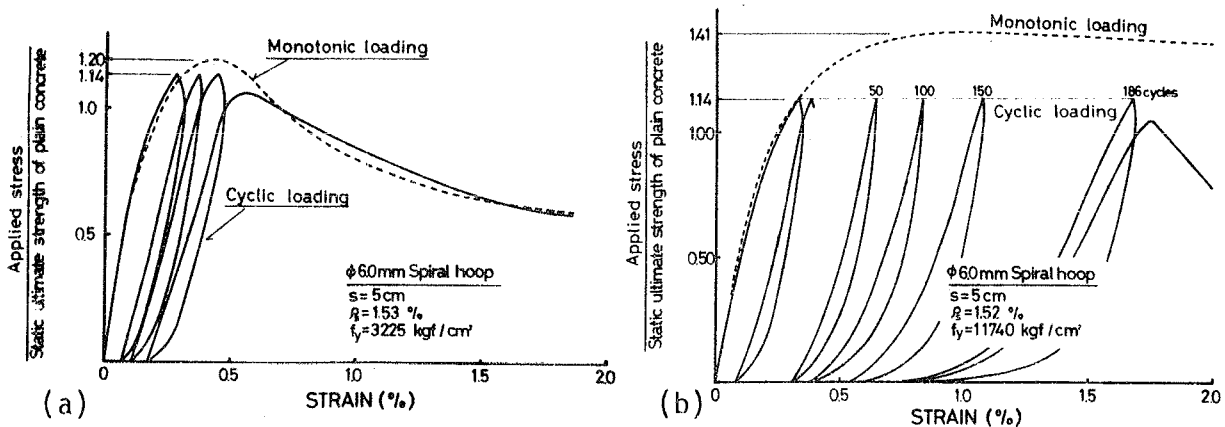 Applied stress
Static ultimate strength of plain concrete
1.20
1.14
1.0
0.5
Monotonic loading
Cyclic loading
φ6.0mm Spiral hoop
s=5cm
ρs=1.53 %
fy=3225 kgf/cm²
0
0.5
1.0
1.5
2.0
STRAIN (%)
(a)
Applied stress
Static ultimate strength of plain concrete
1.41
1.14
1.00
0.50
Monotonic loading
50
100
150
186 cycles
Cyclic loading
φ6.0mm Spiral hoop
s=5cm
ρs=1.52 %
fy=11740 kgf/cm²
0
0.5
1.0
1.5
2.0
STRAIN (%)
(b)